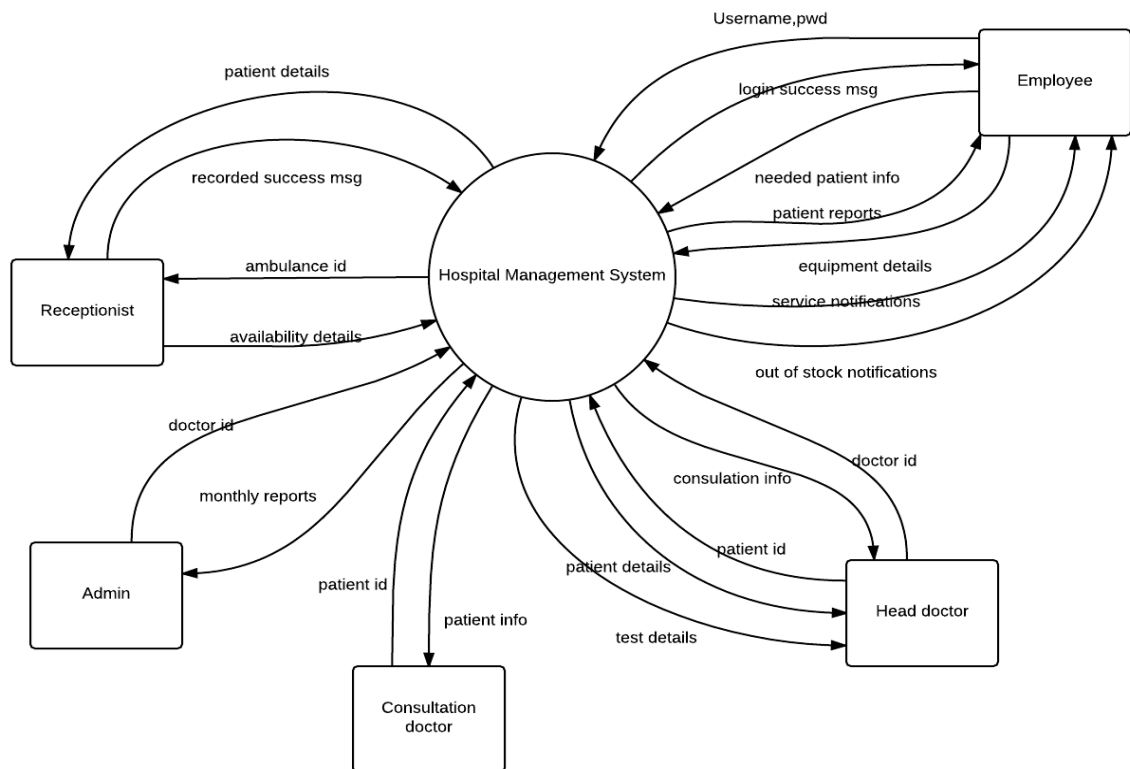 Username,pwd
patient details
Employee
login success msg
recorded success msg
needed patient info
patient reports
ambulance id
Hospital Management System
equipment details
Receptionist
service notifications
availability details
out of stock notifications
doctor id
doctor id
consulation info
monthly reports
patient id
patient details
patient id
Admin
Head doctor
patient info
test details
Consultation
doctor